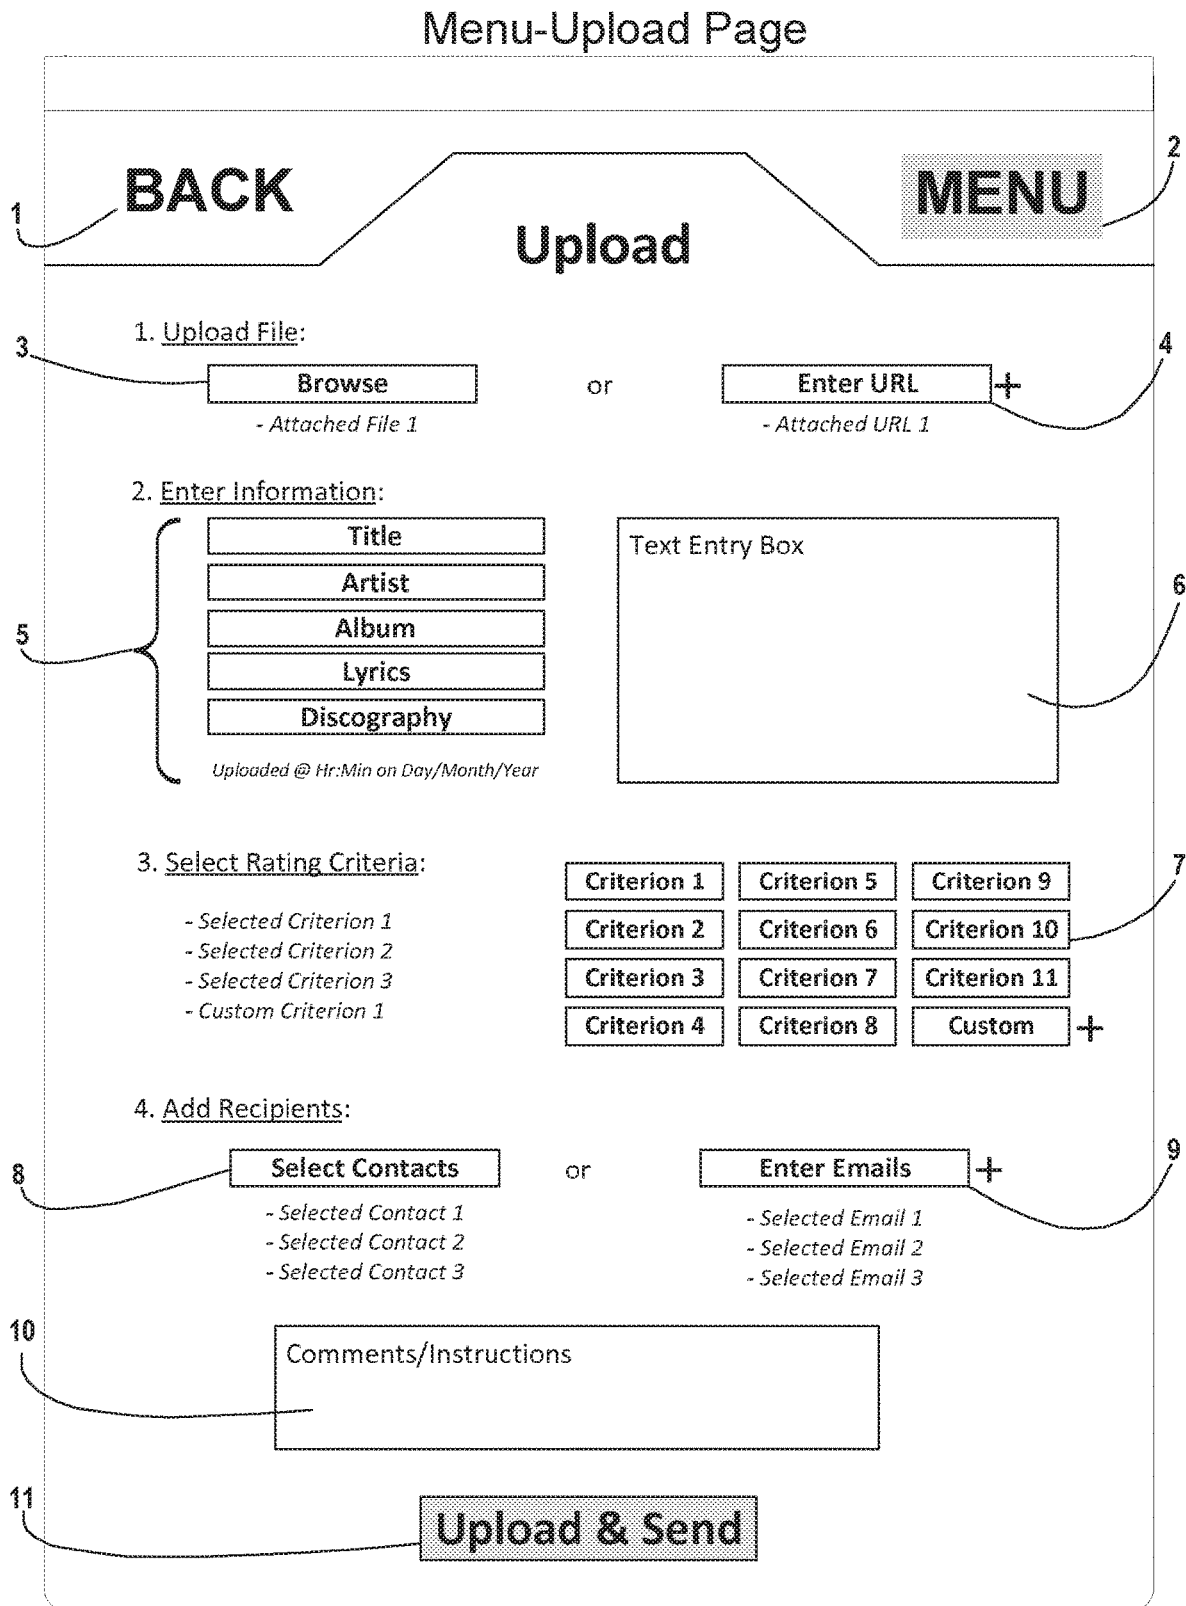 Menu-Upload Page
BACK
MENU
2
1
Upload
1. Upload File:
3
4
Browse
or
Enter URL +
- Attached File 1
- Attached URL 1
2. Enter Information:
Title
Text Entry Box
Artist
6
Album
5
Lyrics
Discography
Uploaded @ Hr:Min on Day/Month/Year
3. Select Rating Criteria:
7
Criterion 1 Criterion 5 Criterion 9
- Selected Criterion 1
Criterion 2 Criterion 6 Criterion 10
- Selected Criterion 2
- Selected Criterion 3
Criterion 3 Criterion 7 Criterion 11
- Custom Criterion 1
Criterion 4 Criterion 8 Custom +
4. Add Recipients:
9
8
Select Contacts
or
Enter Emails +
- Selected Contact 1
- Selected Email 1
- Selected Contact 2
- Selected Email 2
- Selected Contact 3
- Selected Email 3
10
Comments/Instructions
11
Upload & Send